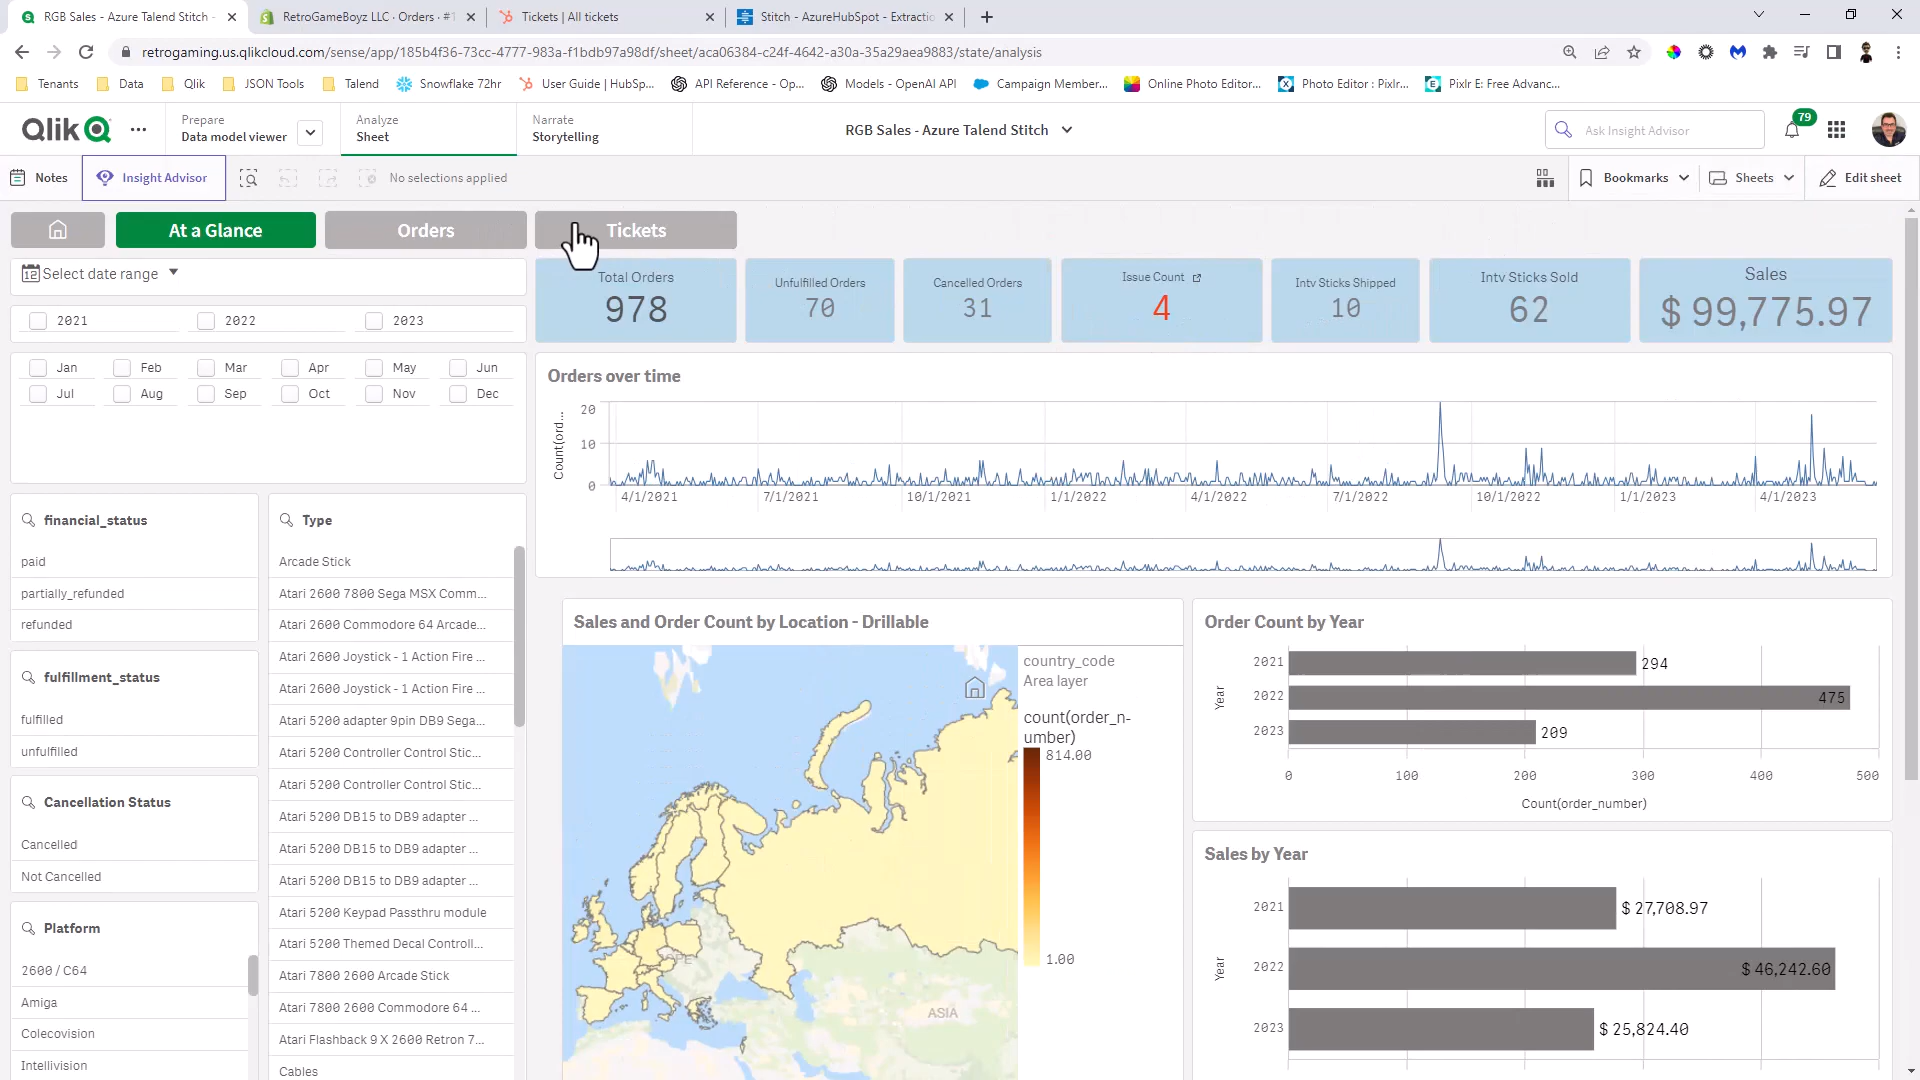 RGB Sales - Azure Talend Stitch -
RetroGameBoyz LLC · Orders · #1
Tickets | All tickets
Stitch - AzureHubSpot - Extractio
retrogaming.us.qlikcloud.com/sense/app/185b4f36-73cc-4777-983a-f1bdb97a98df/sheet/aca06384-c24f-4642-a30a-35a29aea9883/state/analysis
Tenants
Data
Qlik
JSON Tools
Talend
Snowflake 72hr
User Guide | HubSp...
API Reference - Op...
Models - OpenAI API
Campaign Member...
Online Photo Editor...
Photo Editor : Pixlr...
Pixlr E: Free Advanc...
Qlik
Prepare
Data model viewer
Analyze
Sheet
Narrate
Storytelling
RGB Sales - Azure Talend Stitch
Ask Insight Advisor
79
Notes
Insight Advisor
No selections applied
Bookmarks
Sheets
Edit sheet
At a Glance
Orders
Tickets
12 Select date range
2021
2022
2023
Jan
Feb
Mar
Apr
May
Jun
Jul
Aug
Sep
Oct
Nov
Dec
Total Orders
978
Unfulfilled Orders
70
Cancelled Orders
31
Issue Count
4
Intv Sticks Shipped
10
Intv Sticks Sold
62
Sales
$ 99,775.97
Orders over time
Count(ord...
20
10
0
4/1/2021
7/1/2021
10/1/2021
1/1/2022
4/1/2022
7/1/2022
10/1/2022
1/1/2023
4/1/2023
financial_status
paid
partially_refunded
refunded
fulfillment_status
fulfilled
unfulfilled
Cancellation Status
Cancelled
Not Cancelled
Platform
2600 / C64
Amiga
Colecovision
Intellivision
Type
Arcade Stick
Atari 2600 7800 Sega MSX Comm...
Atari 2600 Commodore 64 Arcade...
Atari 2600 Joystick - 1 Action Fire ...
Atari 2600 Joystick - 1 Action Fire ...
Atari 5200 adapter 9pin DB9 Sega...
Atari 5200 Controller Control Stic...
Atari 5200 Controller Control Stic...
Atari 5200 DB15 to DB9 adapter ...
Atari 5200 DB15 to DB9 adapter ...
Atari 5200 DB15 to DB9 adapter ...
Atari 5200 Keypad Passthru module
Atari 5200 Themed Decal Controll...
Atari 7800 2600 Arcade Stick
Atari 7800 2600 Commodore 64 ...
Atari Flashback 9 X 2600 Retron 7...
Cables
Sales and Order Count by Location - Drillable
ASIA
country_code
Area layer
count(order_n-
umber)
814.00
1.00
Order Count by Year
Year
2021
294
2022
475
2023
209
0
100
200
300
400
500
Count(order_number)
Sales by Year
Year
2021
$ 27,708.97
2022
$ 46,242.60
2023
$ 25,824.40